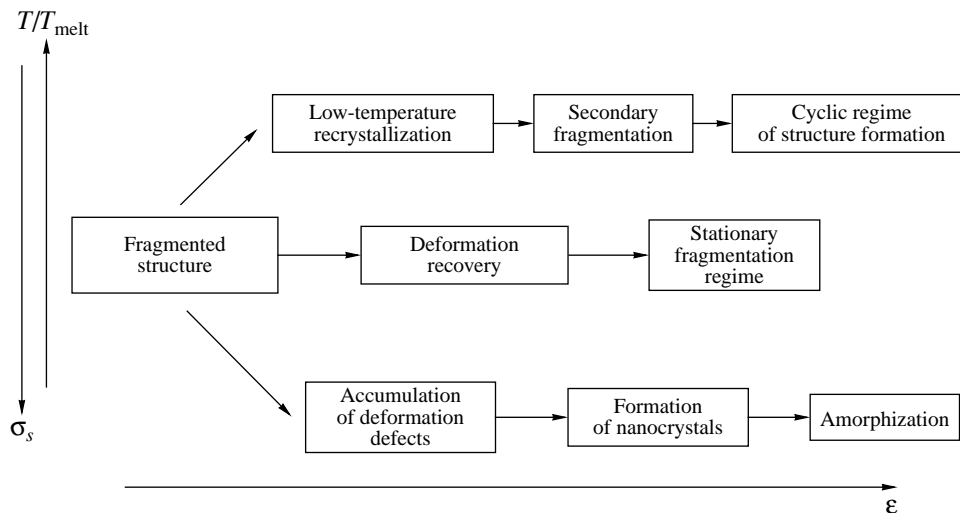 T/T_melt
Low-temperature
recrystallization
Secondary
fragmentation
Cyclic regime
of structure formation
Fragmented
structure
Deformation
recovery
Stationary
fragmentation
regime
Accumulation
of deformation
defects
Formation
of nanocrystals
Amorphization
σ_s
ε